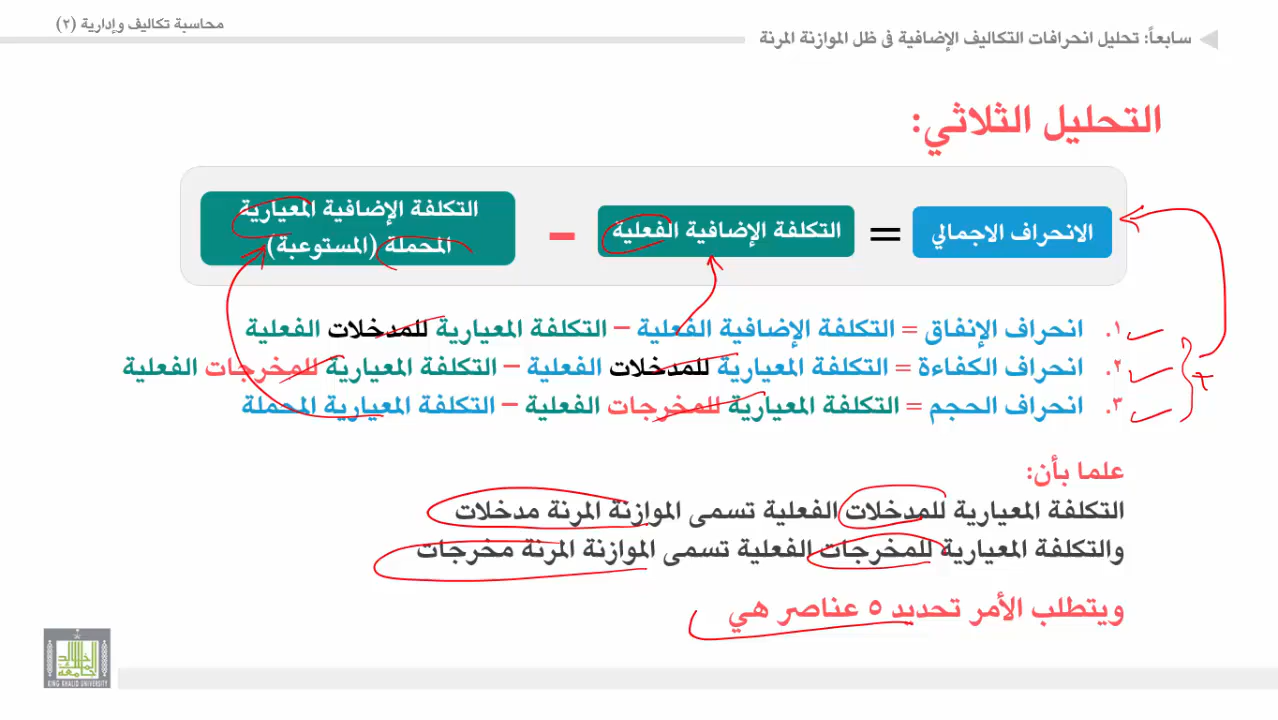 محاسبة تكاليف وإدارية (٢)
سابعاً: تحليل انحرافات التكاليف الإضافية فى ظل الموازنة المرنة
التحليل الثلاثي:
الانحراف الاجمالي = التكلفة الإضافية الفعلية – التكلفة الإضافية المعيارية المحملة (المستوعبة)
١. انحراف الإنفاق = التكلفة الإضافية الفعلية – التكلفة المعيارية للمدخلات الفعلية
٢. انحراف الكفاءة = التكلفة المعيارية للمدخلات الفعلية – التكلفة المعيارية للمخرجات الفعلية
٣. انحراف الحجم = التكلفة المعيارية للمخرجات الفعلية – التكلفة المعيارية المحملة
علما بأن:
التكلفة المعيارية للمدخلات الفعلية تسمى الموازنة المرنة مدخلات
والتكلفة المعيارية للمخرجات الفعلية تسمى الموازنة المرنة مخرجات
ويتطلب الأمر تحديد ٥ عناصر هي
KING KHALID UNIVERSITY